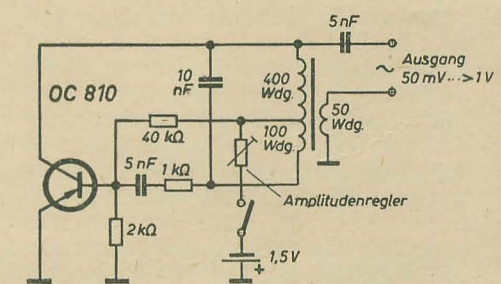 5 nF
Ausgang
~ 50 mV...>1V
10 nF
400 Wdg.
OC 810
50 Wdg.
40 kΩ
100 Wdg.
5 nF
1 kΩ
Amplitudenregler
2 kΩ
1,5 V
+